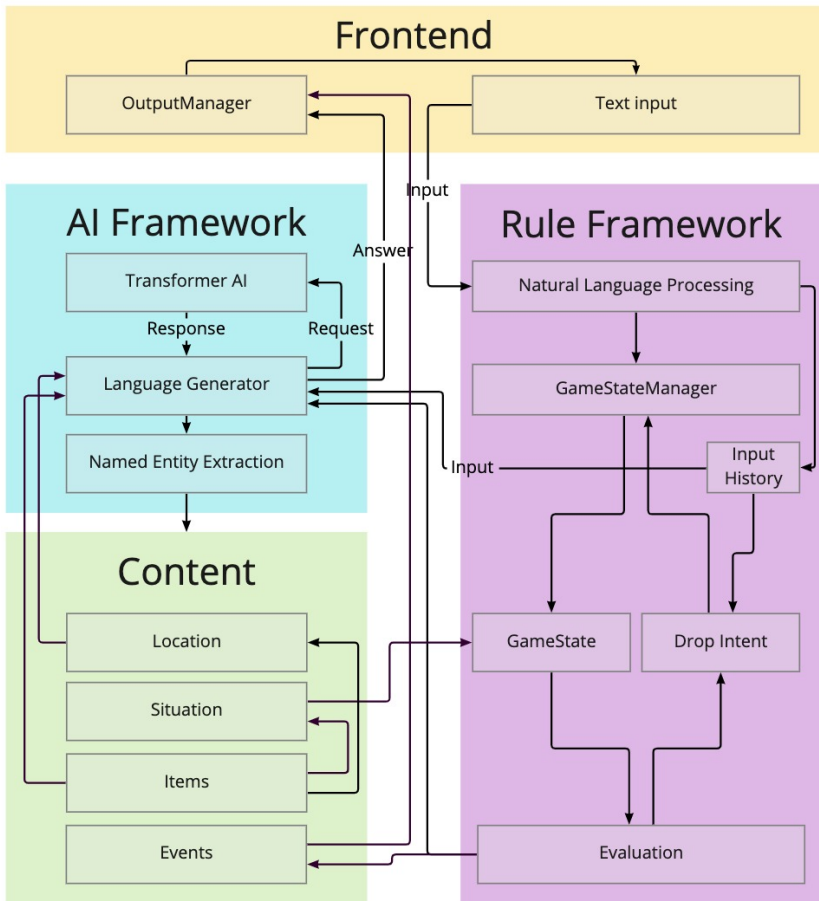 Frontend
OutputManager
Text input
Input
AI Framework
Rule Framework
Answer
Transformer AI
Natural Language Processing
Response
Request
Language Generator
GameStateManager
Named Entity Extraction
Input
Input
History
Content
Location
GameState
Drop Intent
Situation
Items
Events
Evaluation